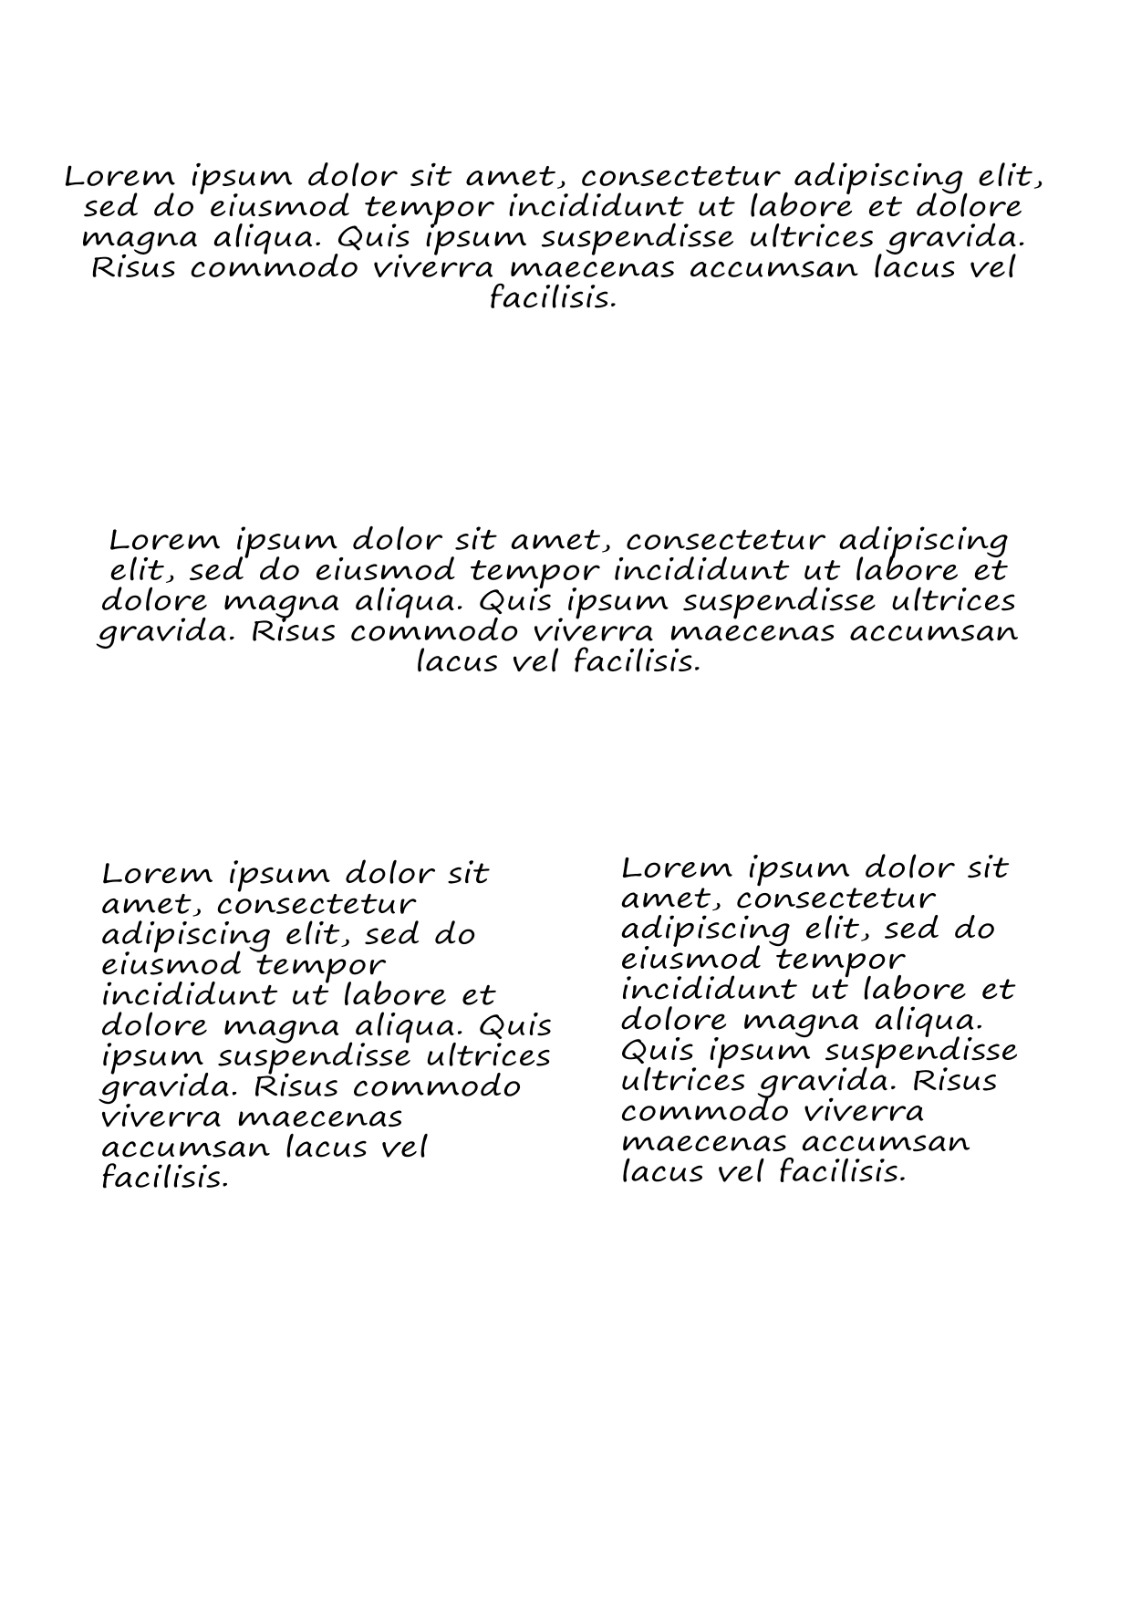 Lorem ipsum dolor sit amet, consectetur adipiscing elit,
sed do eiusmod tempor incididunt ut labore et dolore
magna aliqua. Quis ipsum suspendisse ultrices gravida.
Risus commodo viverra maecenas accumsan lacus vel
facilisis.
Lorem ipsum dolor sit amet, consectetur adipiscing
elit, sed do eiusmod tempor incididunt ut labore et
dolore magna aliqua. Quis ipsum suspendisse ultrices
gravida. Risus commodo viverra maecenas accumsan
lacus vel facilisis.
Lorem ipsum dolor sit
amet, consectetur
adipiscing elit, sed do
eiusmod tempor
incididunt ut labore et
dolore magna aliqua. Quis
ipsum suspendisse ultrices
gravida. Risus commodo
viverra maecenas
accumsan lacus vel
facilisis.
Lorem ipsum dolor sit
amet, consectetur
adipiscing elit, sed do
eiusmod tempor
incididunt ut labore et
dolore magna aliqua.
Quis ipsum suspendisse
ultrices gravida. Risus
commodo viverra
maecenas accumsan
lacus vel facilisis.